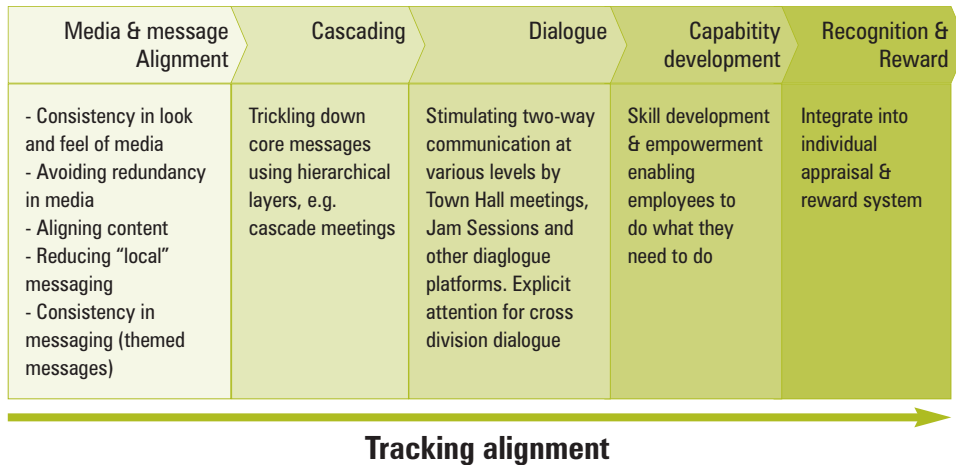 Media & message
Alignment
Cascading
Dialogue
Capabitity
development
Recognition &
Reward
- Consistency in look
and feel of media
- Avoiding redundancy
in media
- Aligning content
- Reducing “local”
messaging
- Consistency in
messaging (themed
messages)
Trickling down
core messages
using hierarchical
layers, e.g.
cascade meetings
Stimulating two-way
communication at
various levels by
Town Hall meetings,
Jam Sessions and
other diaglogue
platforms. Explicit
attention for cross
division dialogue
Skill development
& empowerment
enabling
employees to
do what they
need to do
Integrate into
individual
appraisal &
reward system
Tracking alignment